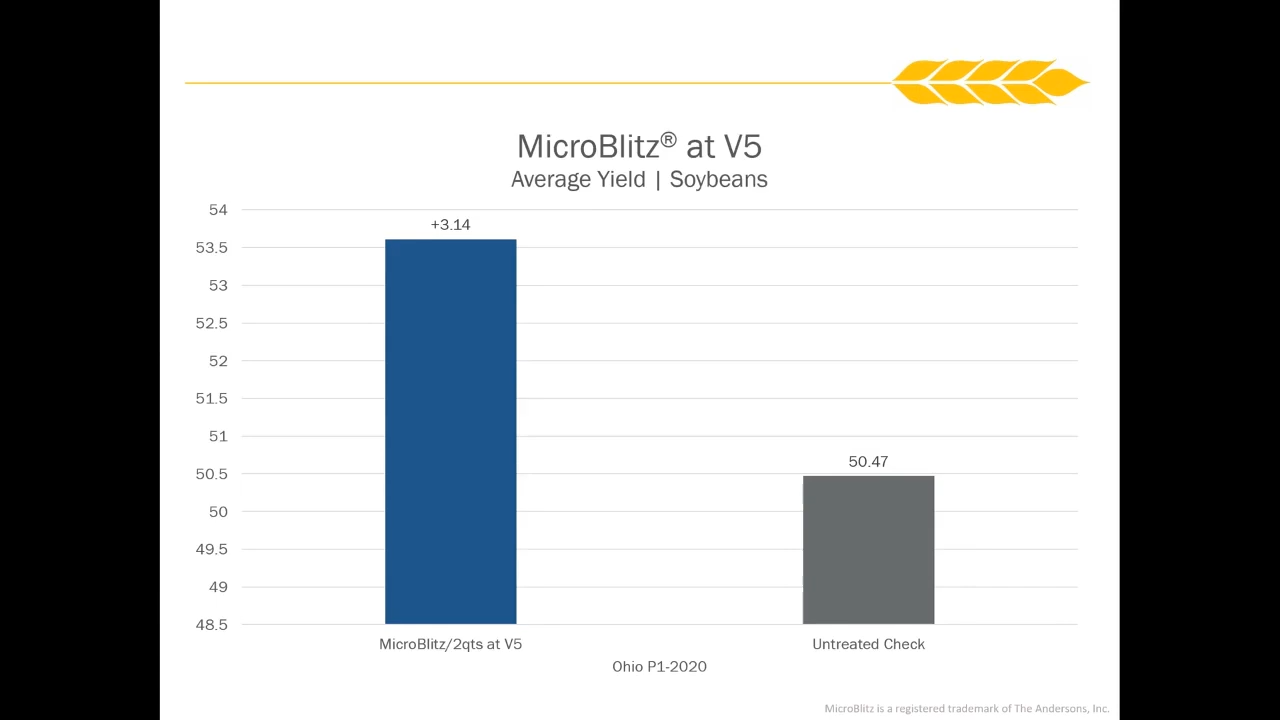 MicroBlitz® at V5
Average Yield | Soybeans
54
+3.14
53.5
53
52.5
52
51.5
51
50.47
50.5
50
49.5
49
48.5
MicroBlitz/2qts at V5
Untreated Check
Ohio P1-2020
MicroBlitz is a registered trademark of The Andersons, Inc.